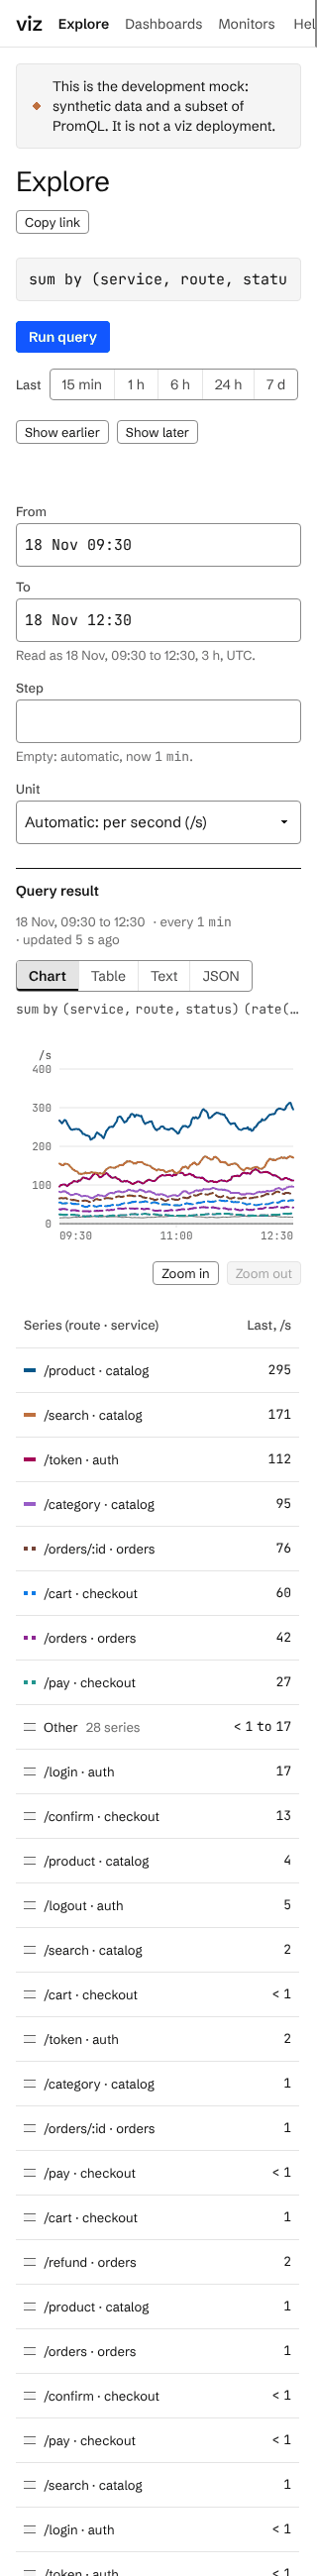 viz Explore Dashboards Monitors Hel
This is the development mock:
synthetic data and a subset of
PromQL. It is not a viz deployment.
Explore
Copy link
sum by (service, route, statu
Run query
Last 15 min 1 h 6 h 24 h 7 d
Show earlier Show later
From
18 Nov 09:30
To
18 Nov 12:30
Read as 18 Nov, 09:30 to 12:30, 3 h, UTC.
Step
Empty: automatic, now 1 min.
Unit
Automatic: per second (/s)
Query result
18 Nov, 09:30 to 12:30 · every 1 min
· updated 5 s ago
Chart Table Text JSON
sum by (service, route, status) (rate(…
/s
400
300
200
100
0
09:30 11:00 12:30
Zoom in Zoom out
Series (route · service) Last, /s
/product · catalog 295
/search · catalog 171
/token · auth 112
/category · catalog 95
/orders/:id · orders 76
/cart · checkout 60
/orders · orders 42
/pay · checkout 27
Other 28 series < 1 to 17
/login · auth 17
/confirm · checkout 13
/product · catalog 4
/logout · auth 5
/search · catalog 2
/cart · checkout < 1
/token · auth 2
/category · catalog 1
/orders/:id · orders 1
/pay · checkout < 1
/cart · checkout 1
/refund · orders 2
/product · catalog 1
/orders · orders 1
/confirm · checkout < 1
/pay · checkout < 1
/search · catalog 1
/login · auth < 1
/token · auth < 1